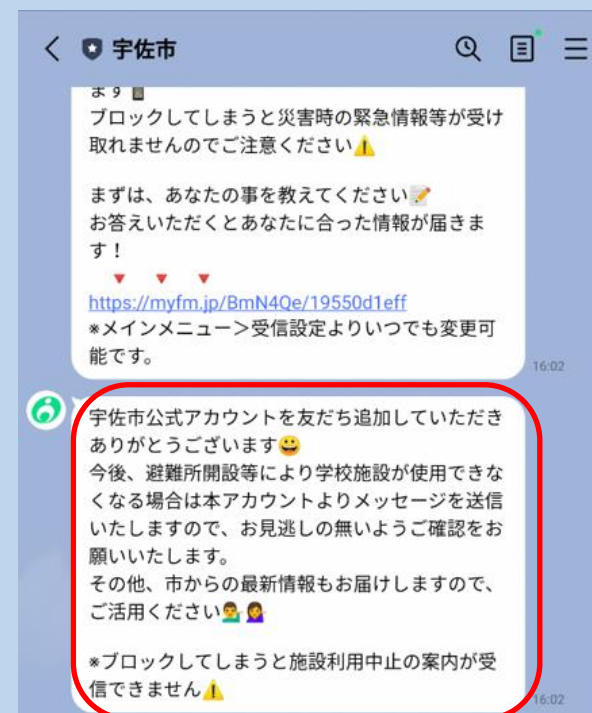 宇佐市
ます📱
ブロックしてしまうと災害時の緊急情報等が受け
取れませんのでご注意ください⚠️
まずは、あなたの事を教えてください📝
お答えいただくとあなたに合った情報が届きま
す！
🔻 🔻 🔻
https://myfm.jp/BmN4Qe/19550d1eff
※メインメニュー＞受信設定よりいつでも変更可
能です。
16:02
宇佐市公式アカウントを友だち追加していただき
ありがとうございます😀
今後、避難所開設等により学校施設が使用できな
くなる場合は本アカウントよりメッセージを送信
いたしますので、お見逃しの無いようご確認をお
願いいたします。
その他、市からの最新情報もお届けしますので、
ご活用ください💁‍♂️💁‍♀️
※ブロックしてしまうと施設利用中止の案内が受
信できません⚠️
16:02